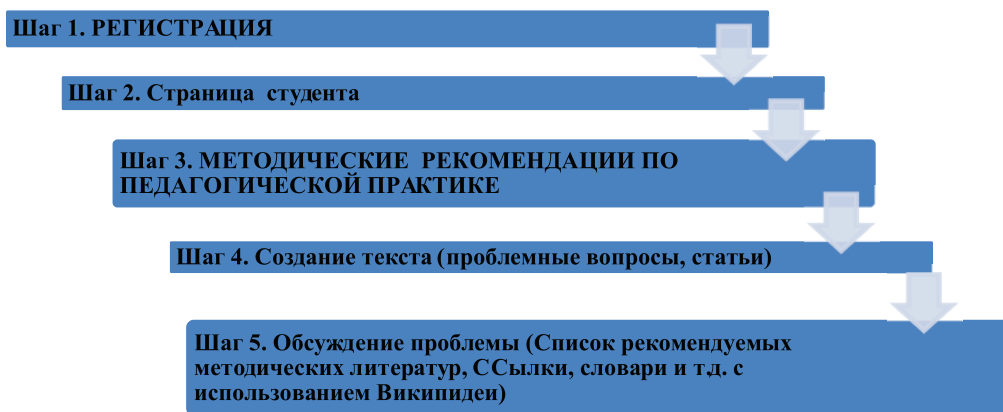 Шаг 1. РЕГИСТРАЦИЯ
Шаг 2. Страница студента
Шаг 3. МЕТОДИЧЕСКИЕ РЕКОМЕНДАЦИИ ПО
ПЕДАГОГИЧЕСКОЙ ПРАКТИКЕ
Шаг 4. Создание текста (проблемные вопросы, статьи)
Шаг 5. Обсуждение проблемы (Список рекомендуемых
методических литератур, ССылки, словари и т.д. с
использованием Википидеи)